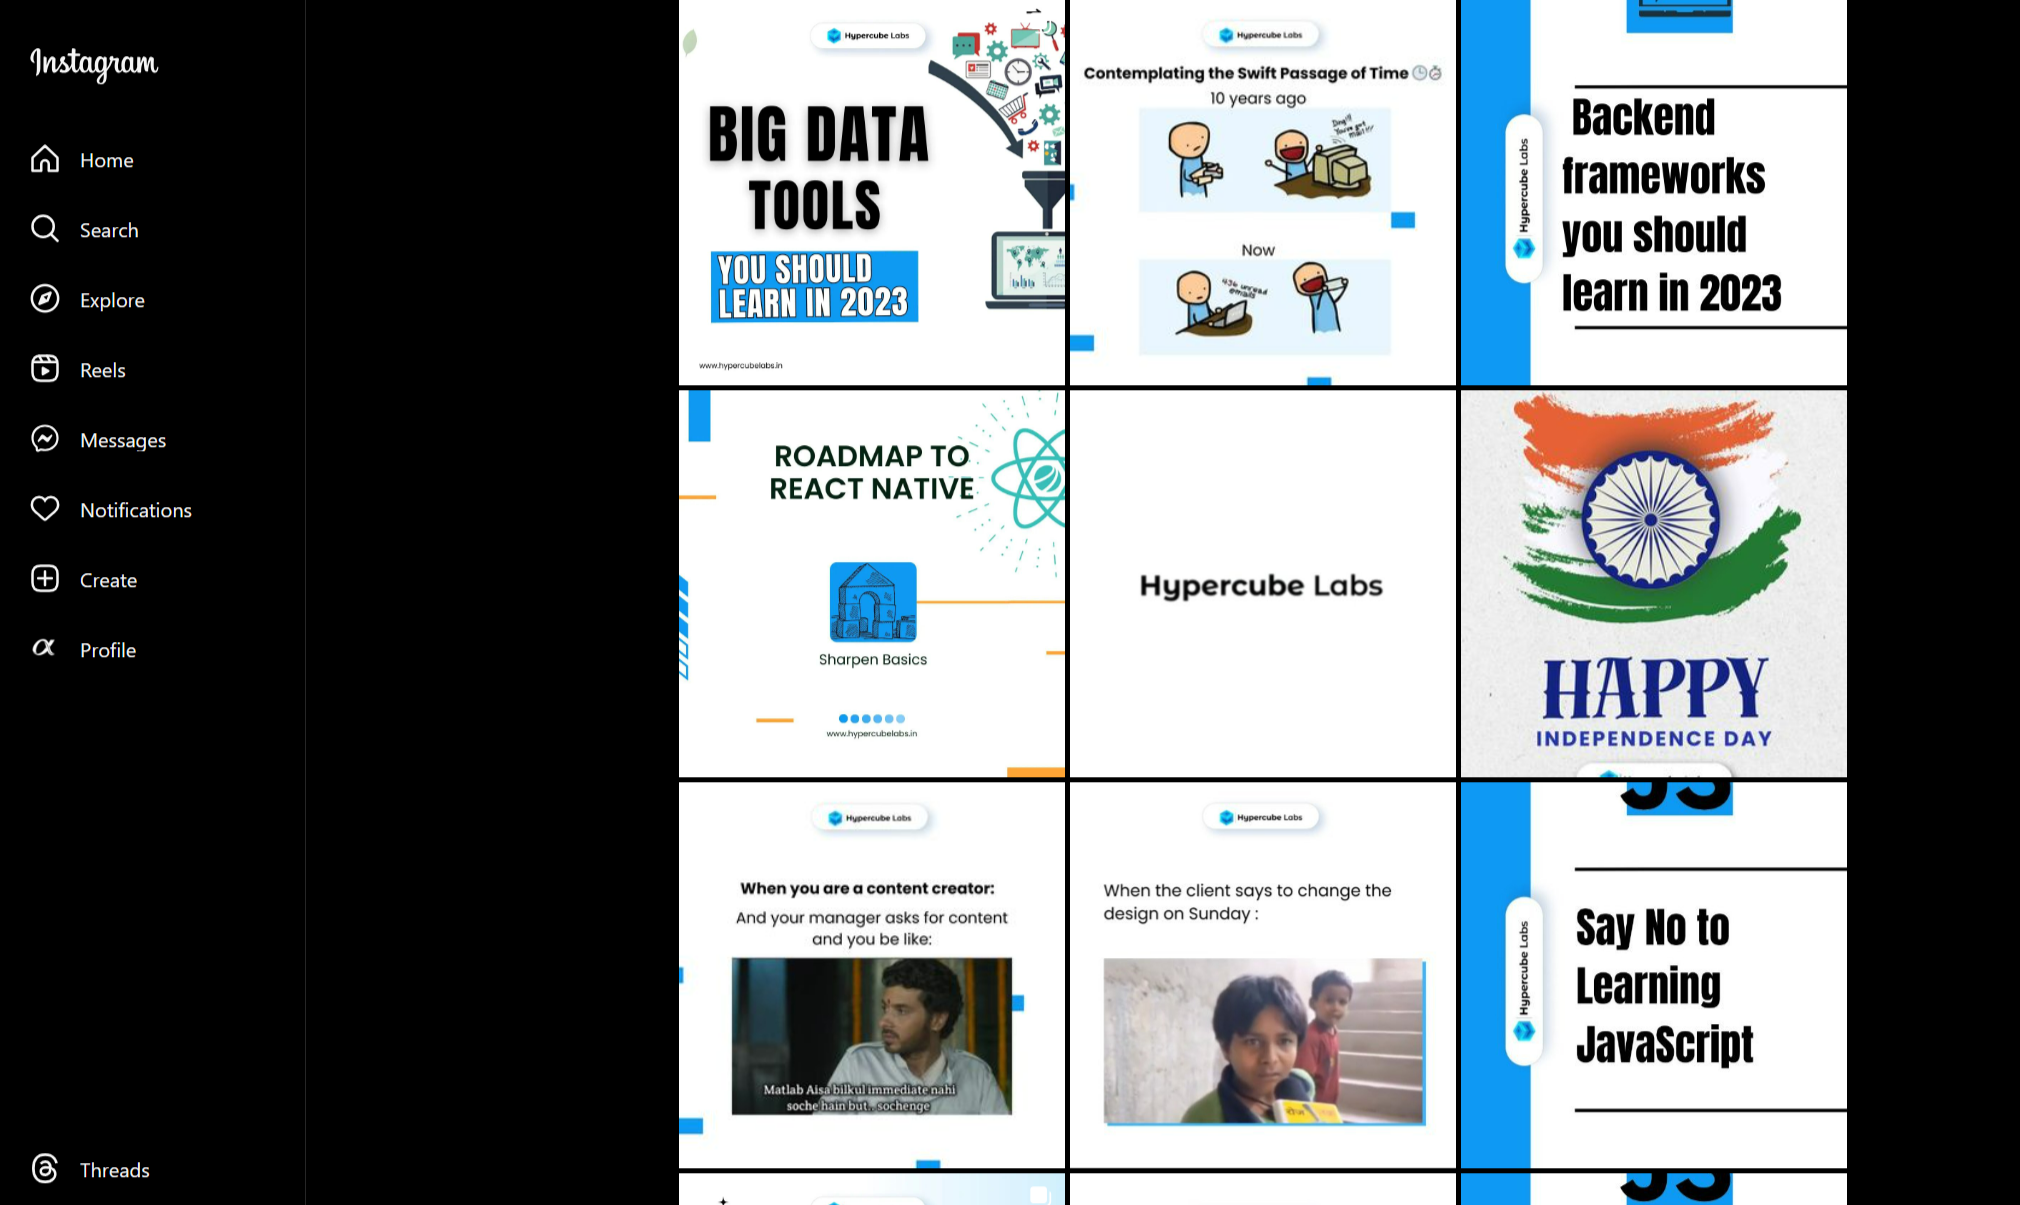 Instagram
Home
Search
Explore
Reels
Messages
Notifications
Create
Profile
Threads
Hypercube Labs
BIG DATA
TOOLS
YOU SHOULD
LEARN IN 2023
www.hypercubelabs.in
Hypercube Labs
Contemplating the Swift Passage of Time
10 years ago
Ding!!!
You've got
mail!!!
Now
436 unread
emails
Hypercube Labs
Backend
frameworks
you should
learn in 2023
ROADMAP TO
REACT NATIVE
Sharpen Basics
www.hypercubelabs.in
Hypercube Labs
HAPPY
INDEPENDENCE DAY
Hypercube Labs
When you are a content creator:
And your manager asks for content
and you be like:
Matlab Aisa bilkul immediate nahi
soche hain but.. sochenge
Hypercube Labs
When the client says to change the
design on Sunday :
Hypercube Labs
Say No to
Learning
JavaScript